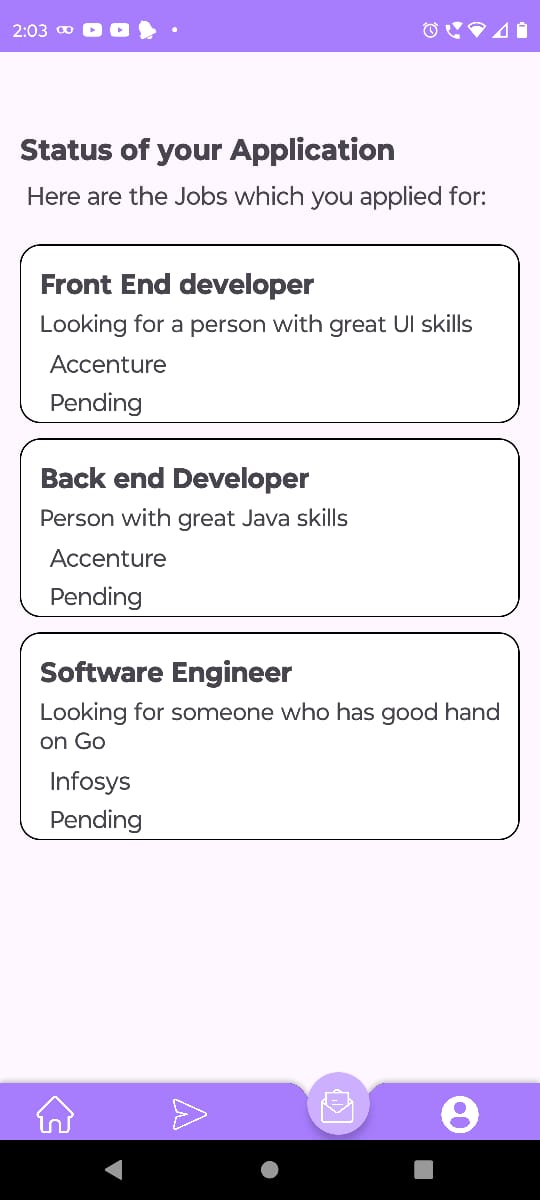 2:03
Status of your Application
Here are the Jobs which you applied for:
Front End developer
Looking for a person with great UI skills
Accenture
Pending
Back end Developer
Person with great Java skills
Accenture
Pending
Software Engineer
Looking for someone who has good hand
on Go
Infosys
Pending